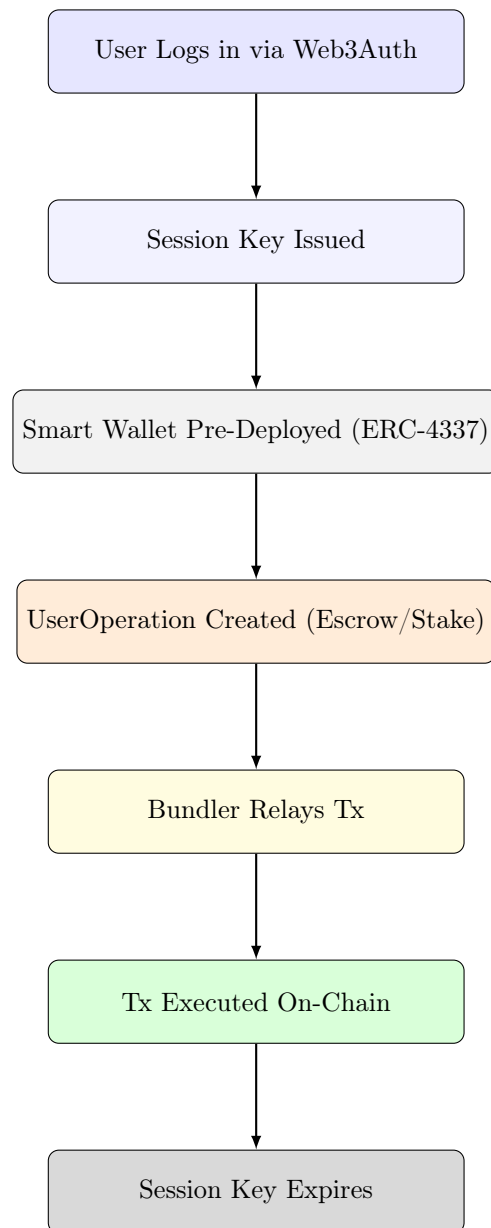 User Logs in via Web3Auth
Session Key Issued
Smart Wallet Pre-Deployed (ERC-4337)
UserOperation Created (Escrow/Stake)
Bundler Relays Tx
Tx Executed On-Chain
Session Key Expires